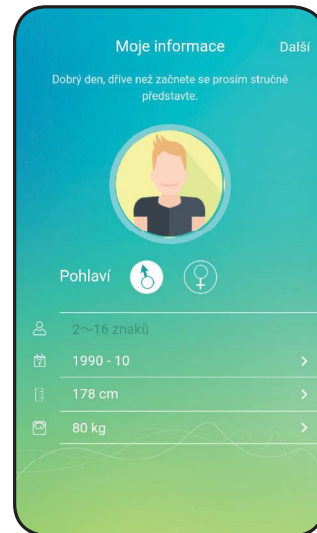 Moje informace
Další
Dobrý den, dříve než začnete se prosím stručně
představte.
Pohlaví
2~16 znaků
1990 - 10
178 cm
80 kg